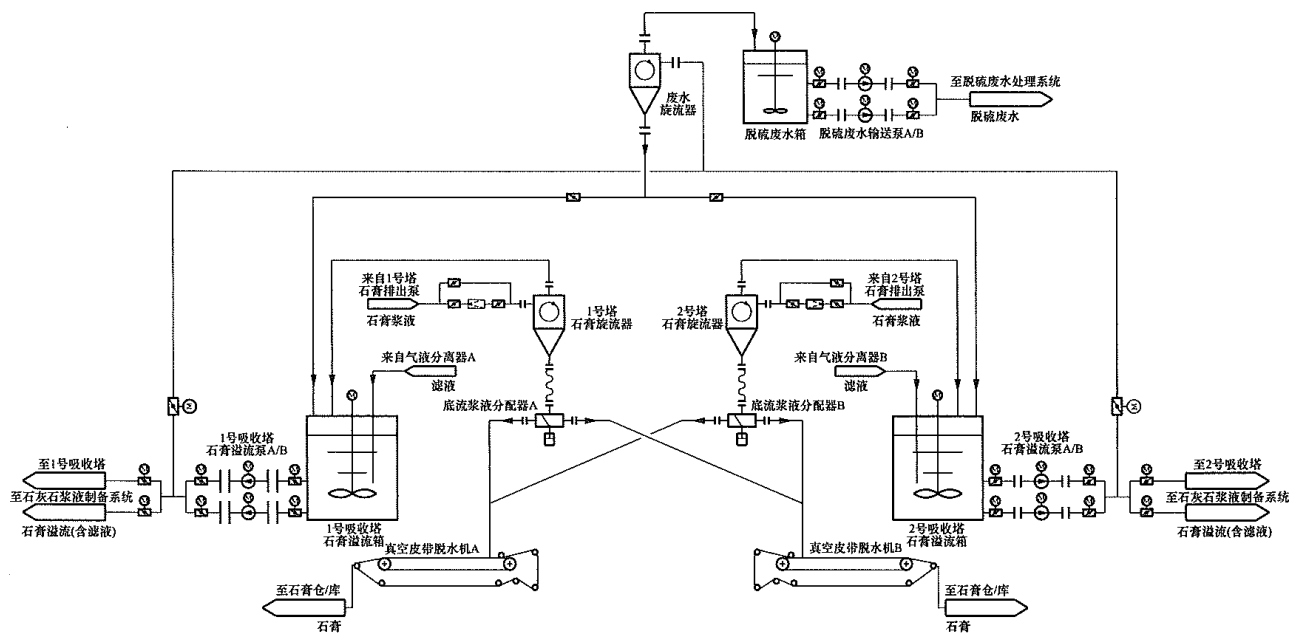 废水
旋流器
脱硫废水箱
脱硫废水输送泵A/B
至脱硫废水处理系统
脱硫废水
来自1号塔
石膏排出泵
石膏浆液
1号塔
石膏旋流器
2号塔
石膏旋流器
来自2号塔
石膏排出泵
石膏浆液
来自气液分离器A
滤液
来自气液分离器B
滤液
底流浆液分配器A
底流浆液分配器B
1号吸收塔
石膏溢流泵A/B
2号吸收塔
石膏溢流泵A/B
至1号吸收塔
至石灰石浆液制备系统
石膏溢流(含滤液)
至2号吸收塔
至石灰石浆液制备系统
石膏溢流(含滤液)
1号吸收塔
石膏溢流箱
2号吸收塔
石膏溢流箱
真空皮带脱水机A
真空皮带脱水机B
至石膏仓/库
石膏
至石膏仓/库
石膏